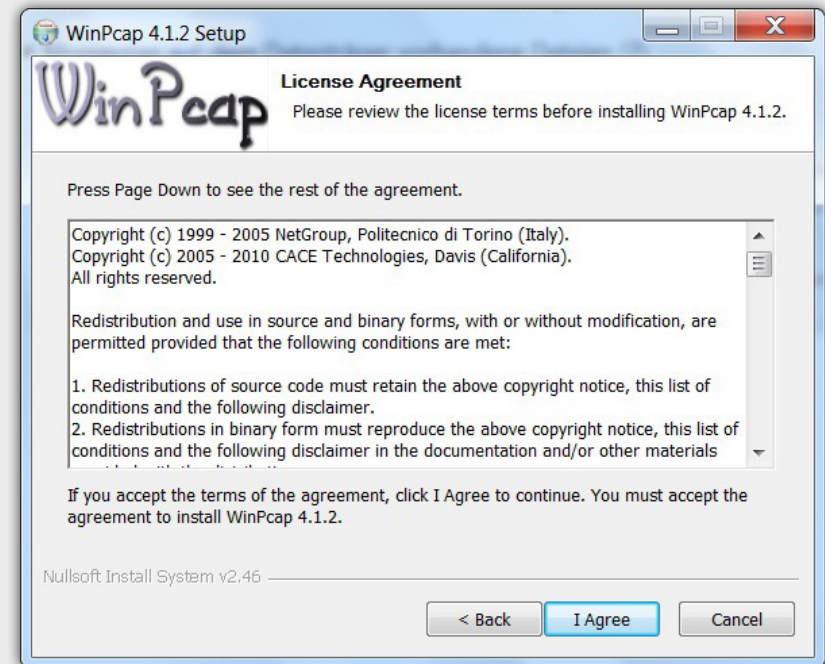 WinPcap 4.1.2 Setup
WinPcap
License Agreement
Please review the license terms before installing WinPcap 4.1.2.
Press Page Down to see the rest of the agreement.
Copyright (c) 1999 - 2005 NetGroup, Politecnico di Torino (Italy).
Copyright (c) 2005 - 2010 CACE Technologies, Davis (California).
All rights reserved.
Redistribution and use in source and binary forms, with or without modification, are
permitted provided that the following conditions are met:
1. Redistributions of source code must retain the above copyright notice, this list of
conditions and the following disclaimer.
2. Redistributions in binary form must reproduce the above copyright notice, this list of
conditions and the following disclaimer in the documentation and/or other materials
If you accept the terms of the agreement, click I Agree to continue. You must accept the
agreement to install WinPcap 4.1.2.
Nullsoft Install System v2.46
< Back
I Agree
Cancel